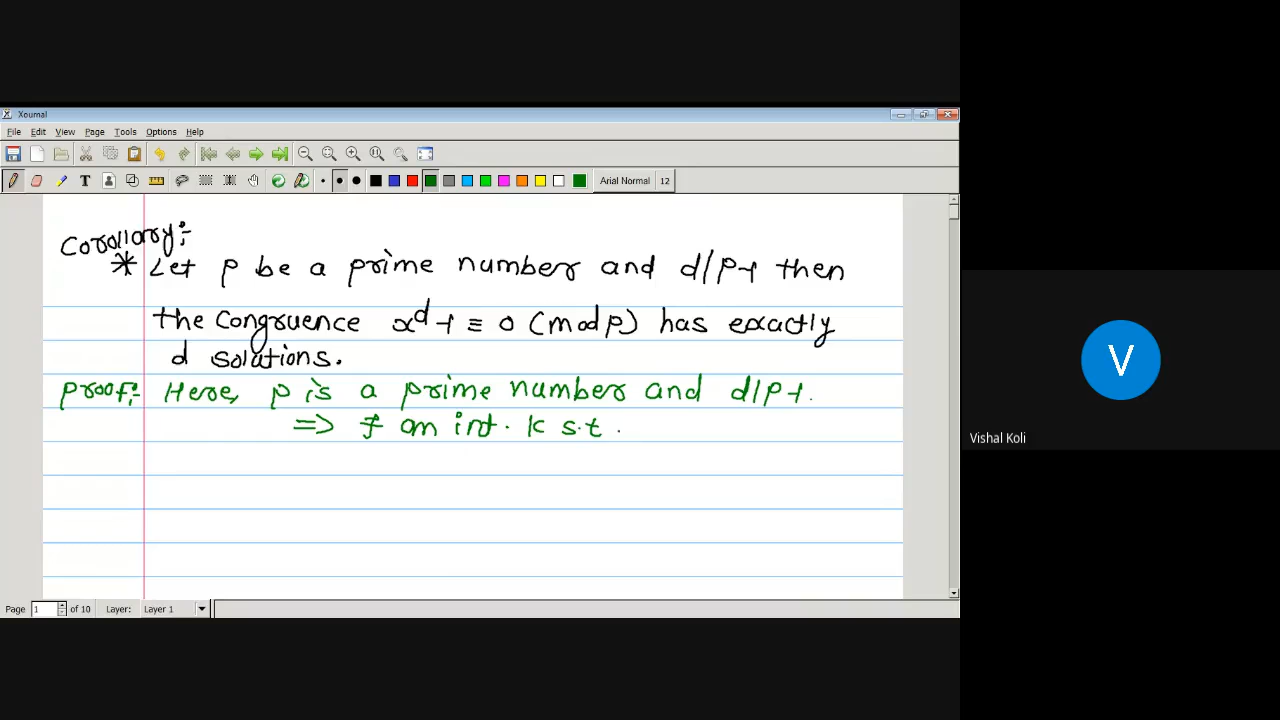 Xournal
File Edit View Page Tools Options Help
Arial Normal 12
Corollary:-
* Let p be a prime number and d/p-1 then
the congruence x^d-1 ≡ 0 (mod p) has exactly
d solutions.
Proof:- Here, p is a prime number and d/p-1.
=> ∃ an int. k s.t.
Page 1 of 10 Layer: Layer 1
V
Vishal Koli